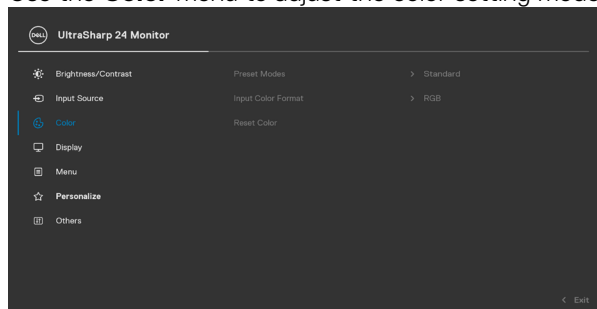 Use the Color menu to adjust the color setting mode
DELL UltraSharp 24 Monitor
Brightness/Contrast Preset Modes > Standard
Input Source Input Color Format > RGB
Color Reset Color
Display
Menu
Personalize
Others
< Exit